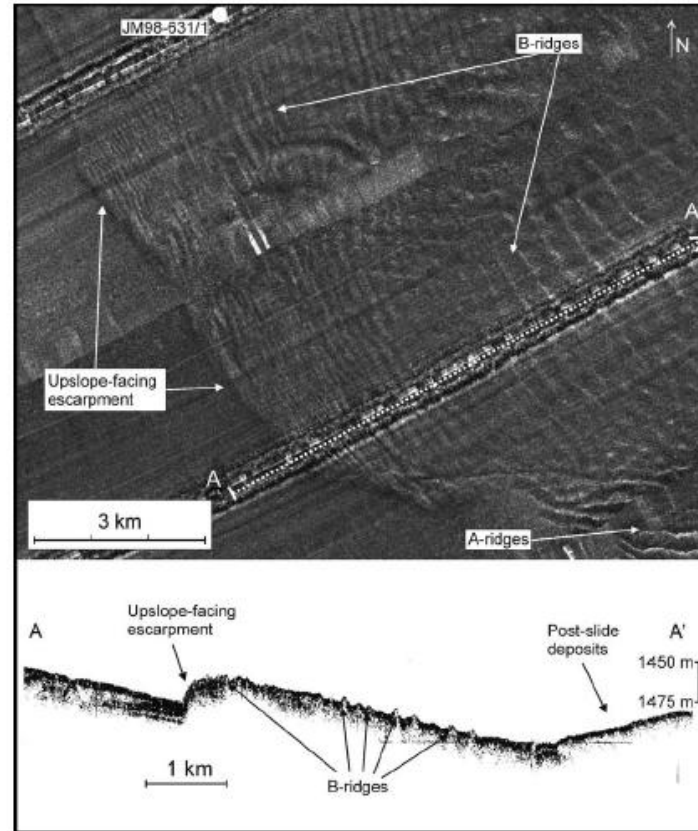 JM98-631/1
B-ridges
N
A
Upslope-facing
escarpment
A
3 km
A-ridges
Upslope-facing
escarpment
A
Post-slide
deposits
A'
1450 m
1475 m
1 km
B-ridges